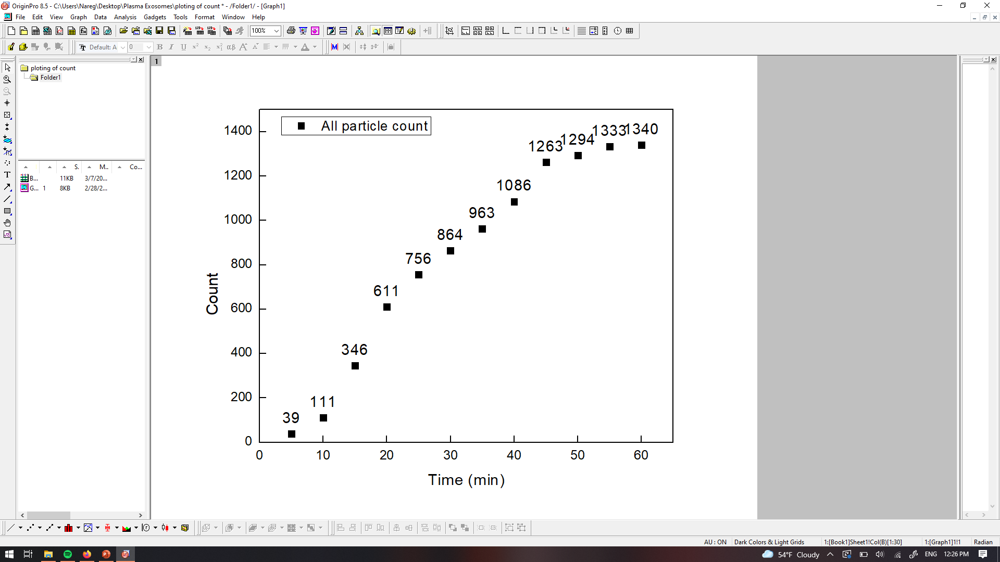 OriginPro 8.5 - C:\Users\Nareg\Desktop\Plasma Exosomes\ploting of count * - /Folder1/ - [Graph1]
File Edit View Graph Data Analysis Gadgets Tools Format Window Help
100%
Default: A 0 B I U
ploting of count
Folder1
S. M.. Co...
B... 11KB 3/7/20...
G... 1 8KB 2/28/2...
1
All particle count
1400
1200
1000
800
600
400
200
0
Count
39
111
346
611
756
864
963
1086
1263
1294
1333
1340
0 10 20 30 40 50 60
Time (min)
AU : ON Dark Colors & Light Grids 1:[Book1]Sheet1!Col(B)[1:30] 1:[Graph1]1!1 Radian
54°F Cloudy ENG 12:26 PM